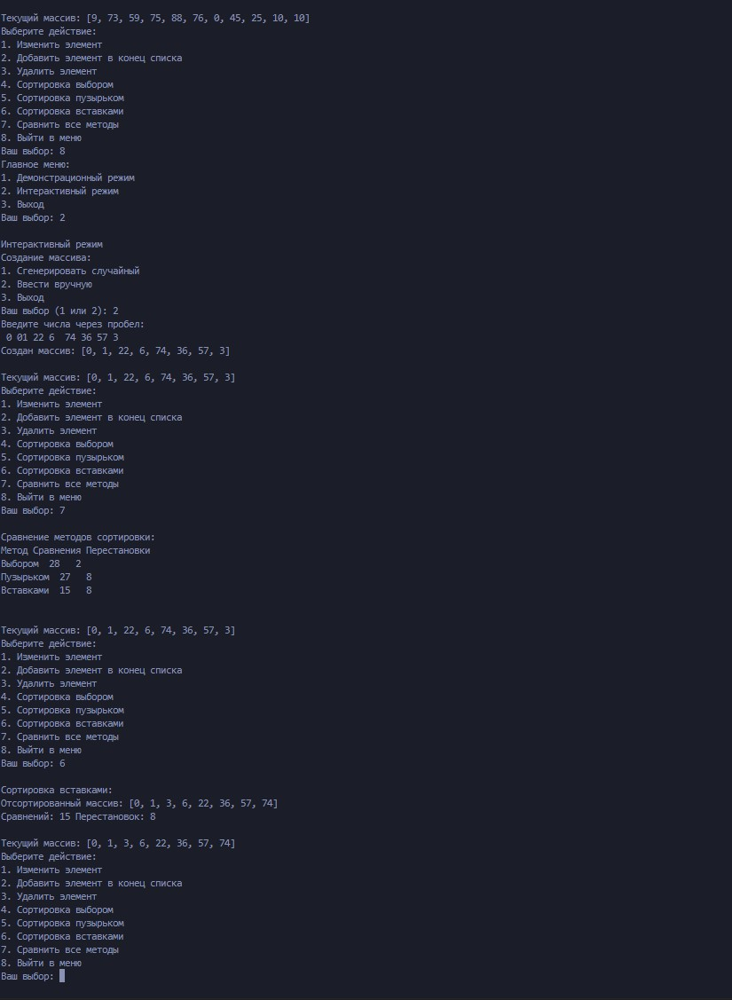 Текущий массив: [9, 73, 59, 75, 88, 76, 0, 45, 25, 10, 10]
Выберите действие:
1. Изменить элемент
2. Добавить элемент в конец списка
3. Удалить элемент
4. Сортировка выбором
5. Сортировка пузырьком
6. Сортировка вставками
7. Сравнить все методы
8. Выйти в меню
Ваш выбор: 8
Главное меню:
1. Демонстрационный режим
2. Интерактивный режим
3. Выход
Ваш выбор: 2
Интерактивный режим
Создание массива:
1. Сгенерировать случайный
2. Ввести вручную
3. Выход
Ваш выбор (1 или 2): 2
Введите числа через пробел:
0 01 22 6  74 36 57 3
Создан массив: [0, 1, 22, 6, 74, 36, 57, 3]
Текущий массив: [0, 1, 22, 6, 74, 36, 57, 3]
Выберите действие:
1. Изменить элемент
2. Добавить элемент в конец списка
3. Удалить элемент
4. Сортировка выбором
5. Сортировка пузырьком
6. Сортировка вставками
7. Сравнить все методы
8. Выйти в меню
Ваш выбор: 7
Сравнение методов сортировки:
Метод Сравнения Перестановки
Выбором  28   2
Пузырьком  27   8
Вставками  15   8
Текущий массив: [0, 1, 22, 6, 74, 36, 57, 3]
Выберите действие:
1. Изменить элемент
2. Добавить элемент в конец списка
3. Удалить элемент
4. Сортировка выбором
5. Сортировка пузырьком
6. Сортировка вставками
7. Сравнить все методы
8. Выйти в меню
Ваш выбор: 6
Сортировка вставками:
Отсортированный массив: [0, 1, 3, 6, 22, 36, 57, 74]
Сравнений: 15 Перестановок: 8
Текущий массив: [0, 1, 3, 6, 22, 36, 57, 74]
Выберите действие:
1. Изменить элемент
2. Добавить элемент в конец списка
3. Удалить элемент
4. Сортировка выбором
5. Сортировка пузырьком
6. Сортировка вставками
7. Сравнить все методы
8. Выйти в меню
Ваш выбор: